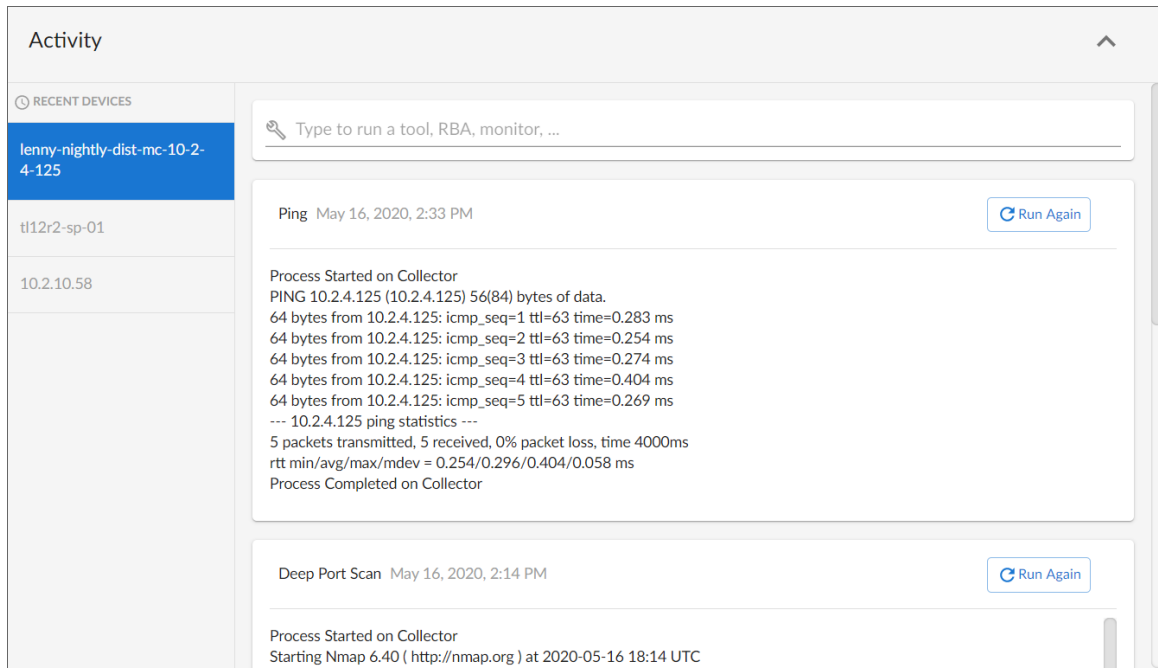 Activity
RECENT DEVICES
lenny-nightly-dist-mc-10-2-
4-125
tl12r2-sp-01
10.2.10.58
Type to run a tool, RBA, monitor, ...
Ping May 16, 2020, 2:33 PM
Run Again
Process Started on Collector
PING 10.2.4.125 (10.2.4.125) 56(84) bytes of data.
64 bytes from 10.2.4.125: icmp_seq=1 ttl=63 time=0.283 ms
64 bytes from 10.2.4.125: icmp_seq=2 ttl=63 time=0.254 ms
64 bytes from 10.2.4.125: icmp_seq=3 ttl=63 time=0.274 ms
64 bytes from 10.2.4.125: icmp_seq=4 ttl=63 time=0.404 ms
64 bytes from 10.2.4.125: icmp_seq=5 ttl=63 time=0.269 ms
--- 10.2.4.125 ping statistics ---
5 packets transmitted, 5 received, 0% packet loss, time 4000ms
rtt min/avg/max/mdev = 0.254/0.296/0.404/0.058 ms
Process Completed on Collector
Deep Port Scan May 16, 2020, 2:14 PM
Run Again
Process Started on Collector
Starting Nmap 6.40 ( http://nmap.org ) at 2020-05-16 18:14 UTC